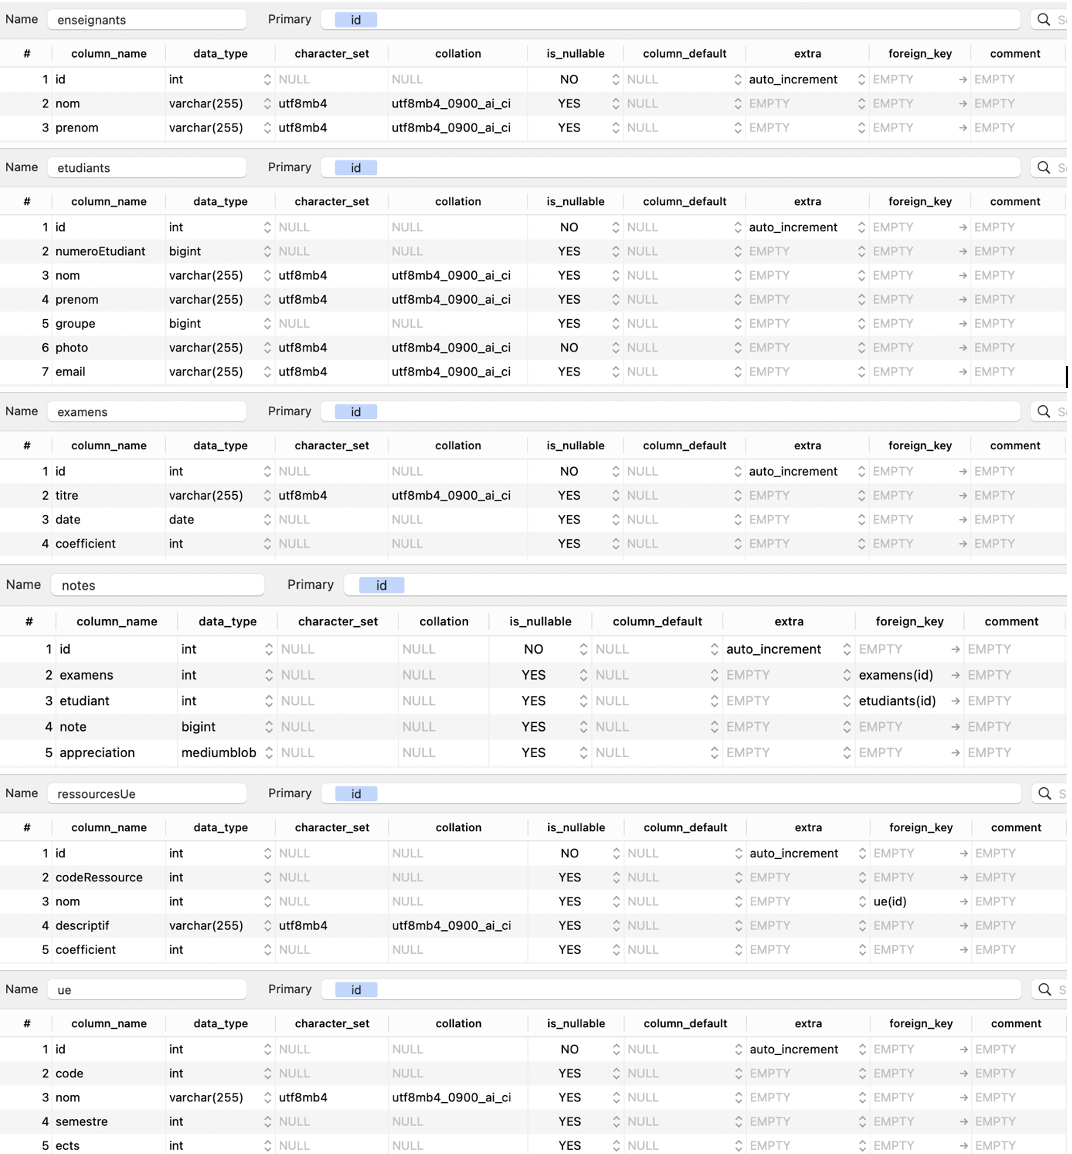 Name enseignants Primary id
# column_name data_type character_set collation is_nullable column_default extra foreign_key comment
1 id int NULL NULL NO NULL auto_increment EMPTY → EMPTY
2 nom varchar(255) utf8mb4 utf8mb4_0900_ai_ci YES NULL EMPTY EMPTY → EMPTY
3 prenom varchar(255) utf8mb4 utf8mb4_0900_ai_ci YES NULL EMPTY EMPTY → EMPTY
Name etudiants Primary id
# column_name data_type character_set collation is_nullable column_default extra foreign_key comment
1 id int NULL NULL NO NULL auto_increment EMPTY → EMPTY
2 numeroEtudiant bigint NULL NULL YES NULL EMPTY EMPTY → EMPTY
3 nom varchar(255) utf8mb4 utf8mb4_0900_ai_ci YES NULL EMPTY EMPTY → EMPTY
4 prenom varchar(255) utf8mb4 utf8mb4_0900_ai_ci YES NULL EMPTY EMPTY → EMPTY
5 groupe bigint NULL NULL YES NULL EMPTY EMPTY → EMPTY
6 photo varchar(255) utf8mb4 utf8mb4_0900_ai_ci NO NULL EMPTY EMPTY → EMPTY
7 email varchar(255) utf8mb4 utf8mb4_0900_ai_ci YES NULL EMPTY EMPTY → EMPTY
Name examens Primary id
# column_name data_type character_set collation is_nullable column_default extra foreign_key comment
1 id int NULL NULL NO NULL auto_increment EMPTY → EMPTY
2 titre varchar(255) utf8mb4 utf8mb4_0900_ai_ci YES NULL EMPTY EMPTY → EMPTY
3 date date NULL NULL YES NULL EMPTY EMPTY → EMPTY
4 coefficient int NULL NULL YES NULL EMPTY EMPTY → EMPTY
Name notes Primary id
# column_name data_type character_set collation is_nullable column_default extra foreign_key comment
1 id int NULL NULL NO NULL auto_increment EMPTY → EMPTY
2 examens int NULL NULL YES NULL EMPTY examens(id) → EMPTY
3 etudiant int NULL NULL YES NULL EMPTY etudiants(id) → EMPTY
4 note bigint NULL NULL YES NULL EMPTY EMPTY → EMPTY
5 appreciation mediumblob NULL NULL YES NULL EMPTY EMPTY → EMPTY
Name ressourcesUe Primary id
# column_name data_type character_set collation is_nullable column_default extra foreign_key comment
1 id int NULL NULL NO NULL auto_increment EMPTY → EMPTY
2 codeRessource int NULL NULL YES NULL EMPTY EMPTY → EMPTY
3 nom int NULL NULL YES NULL EMPTY ue(id) → EMPTY
4 descriptif varchar(255) utf8mb4 utf8mb4_0900_ai_ci YES NULL EMPTY EMPTY → EMPTY
5 coefficient int NULL NULL YES NULL EMPTY EMPTY → EMPTY
Name ue Primary id
# column_name data_type character_set collation is_nullable column_default extra foreign_key comment
1 id int NULL NULL NO NULL auto_increment EMPTY → EMPTY
2 code int NULL NULL YES NULL EMPTY EMPTY → EMPTY
3 nom varchar(255) utf8mb4 utf8mb4_0900_ai_ci YES NULL EMPTY EMPTY → EMPTY
4 semestre int NULL NULL YES NULL EMPTY EMPTY → EMPTY
5 ects int NULL NULL YES NULL EMPTY EMPTY → EMPTY